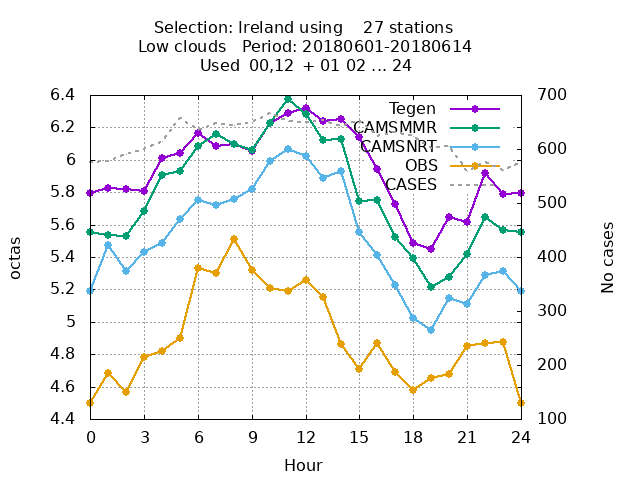 Selection: Ireland using    27 stations
Low clouds   Period: 20180601-20180614
Used  00,12  + 01 02 ... 24
6.4
6.2
6
5.8
5.6
5.4
5.2
5
4.8
4.6
4.4
octas
Tegen
CAMSMMR
CAMSNRT
OBS
CASES
700
600
500
400
300
200
100
No cases
0 3 6 9 12 15 18 21 24
Hour